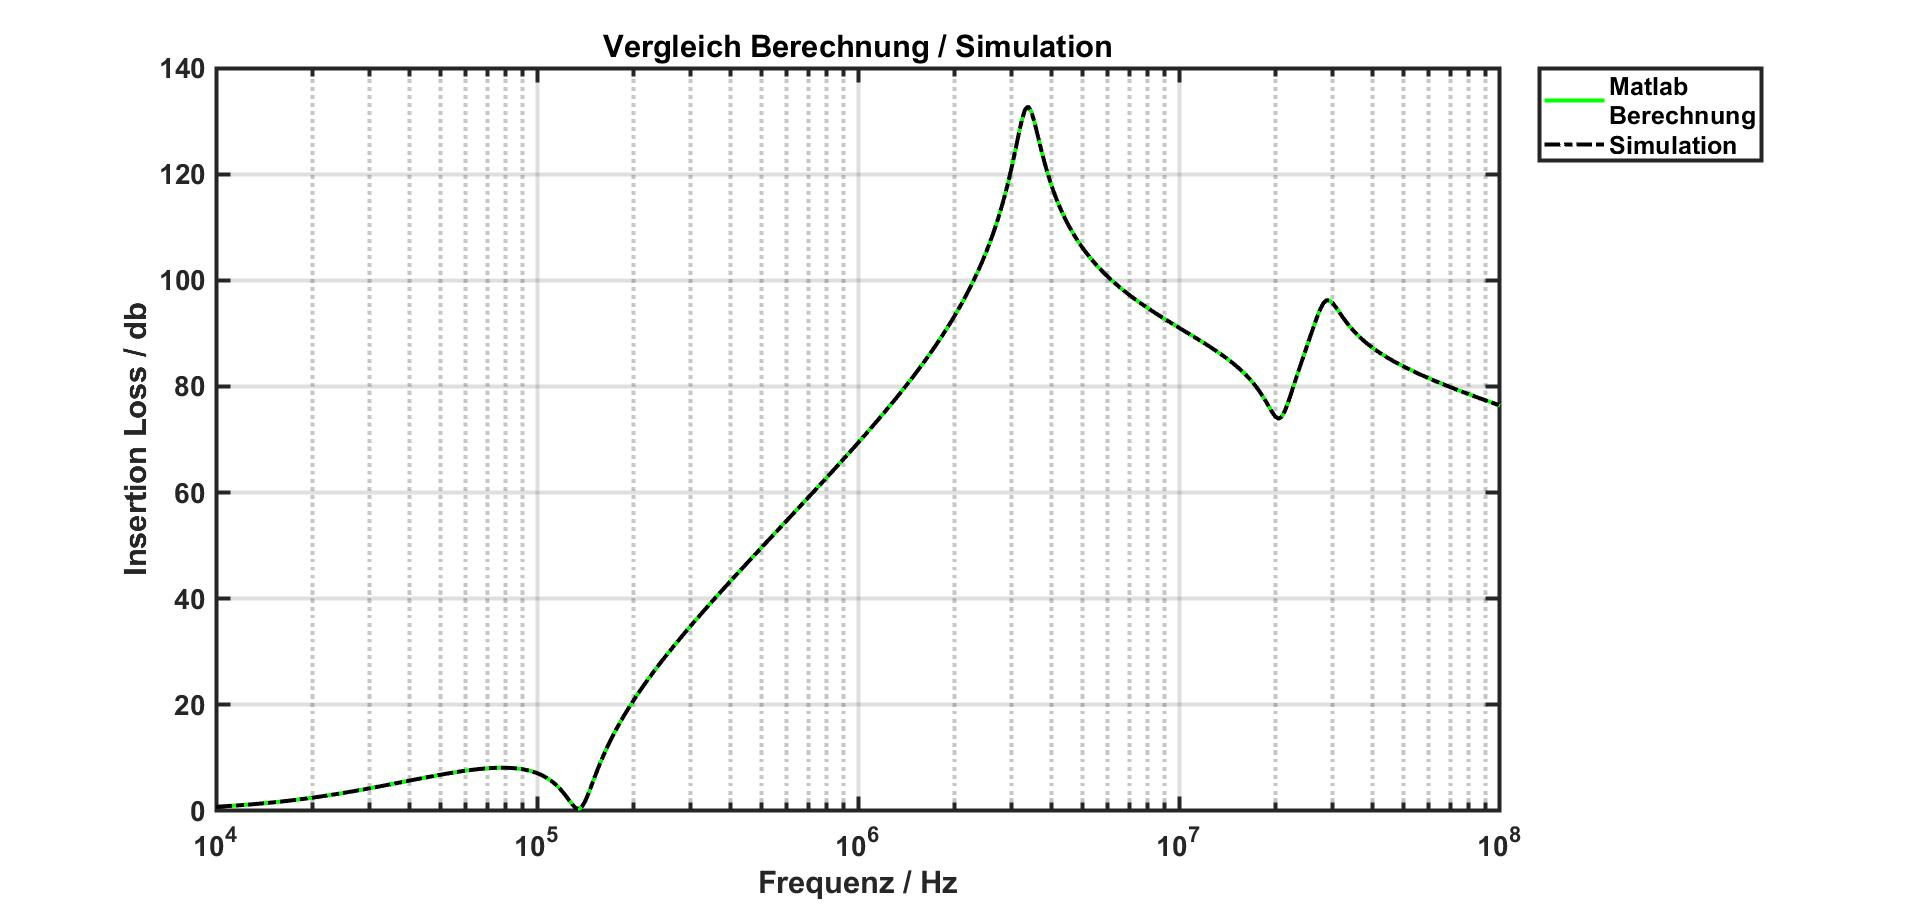 Vergleich Berechnung / Simulation
140
120
100
80
60
40
20
0
Insertion Loss / db
10^4
10^5
10^6
10^7
10^8
Frequenz / Hz
Matlab
Berechnung
Simulation